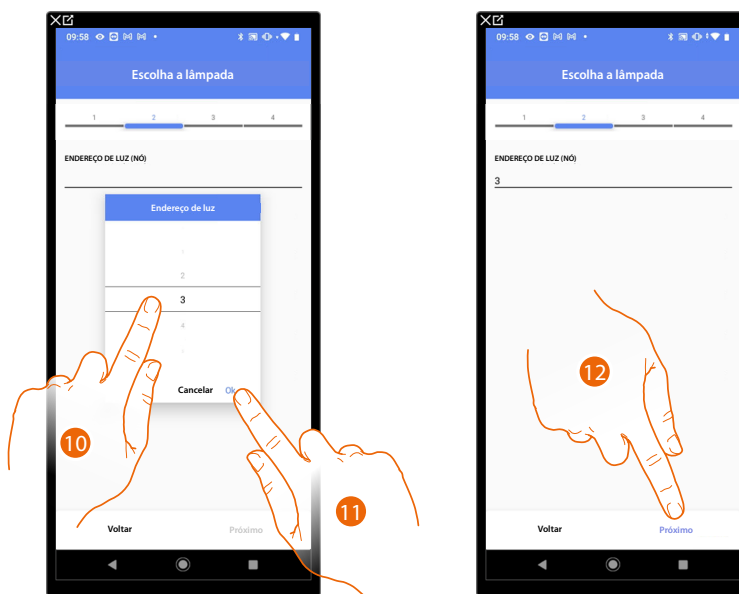 09:58
Escolha a lâmpada
1 2 3 4
ENDEREÇO DE LUZ (NÓ)
Endereço de luz
1
2
3
4
Cancelar Ok
10
11
Voltar Próximo
09:58
Escolha a lâmpada
1 2 3 4
ENDEREÇO DE LUZ (NÓ)
3
12
Voltar Próximo